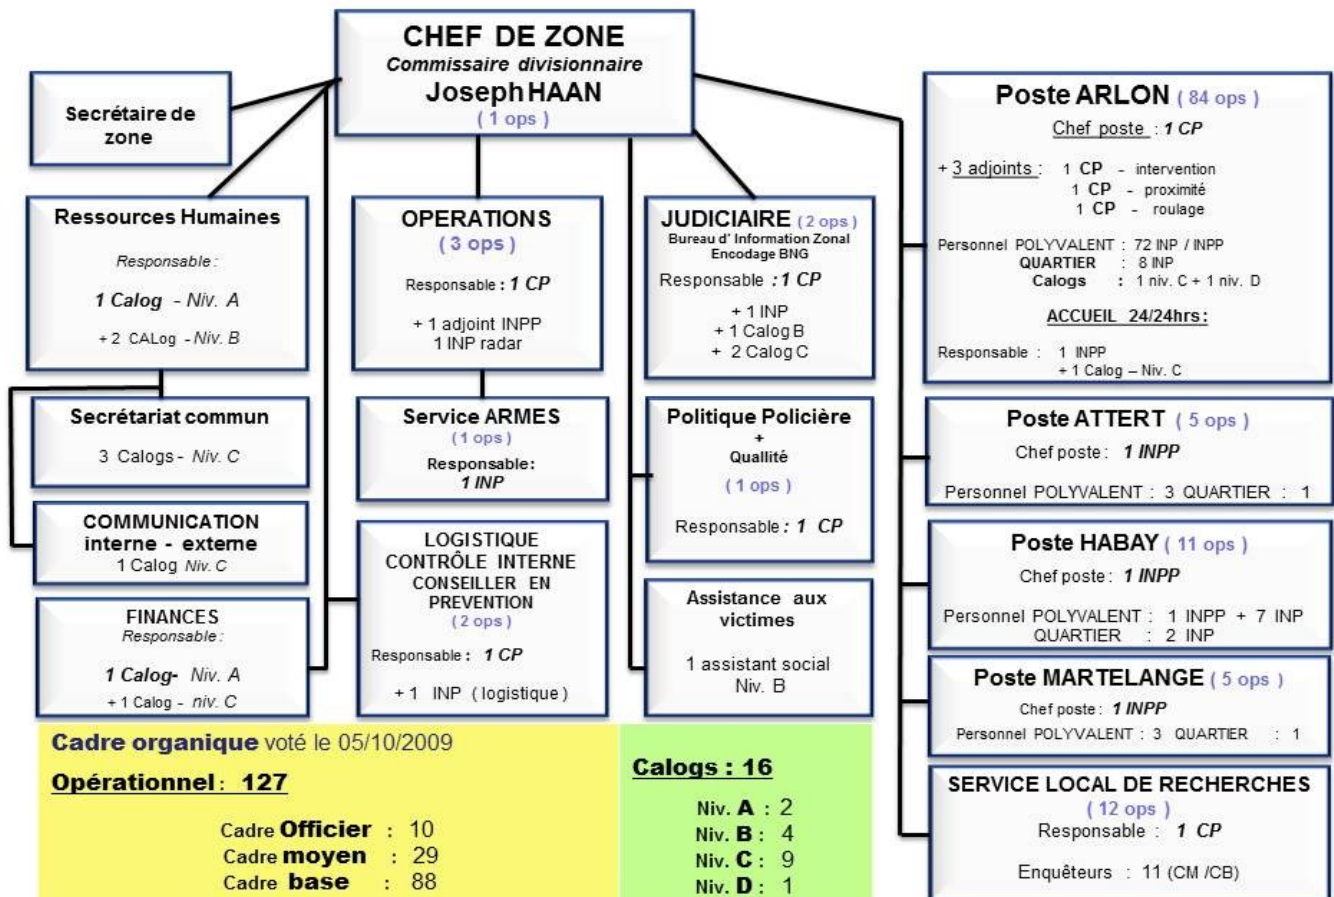 CHEF DE ZONE
Commissaire divisionnaire
Joseph HAAN
( 1 ops )
Secrétaire de
zone
Ressources Humaines
Responsable :
1 Calog - Niv. A
+ 2 CALog - Niv. B
Secrétariat commun
3 Calogs - Niv. C
COMMUNICATION
interne - externe
1 Calog Niv. C
FINANCES
Responsable :
1 Calog- Niv. A
+ 1 Calog - niv. C
OPERATIONS
( 3 ops )
Responsable : 1 CP
+ 1 adjoint INPP
1 INP radar
Service ARMES
( 1 ops )
Responsable:
1 INP
LOGISTIQUE
CONTRÔLE INTERNE
CONSEILLER EN
PREVENTION
( 2 ops )
Responsable : 1 CP
+ 1 INP ( logistique )
JUDICIAIRE ( 2 ops )
Bureau d' Information Zonal
Encodage BNG
Responsable : 1 CP
+ 1 INP
+ 1 Calog B
+ 2 Calog C
Politique Policière
+
Quallité
( 1 ops )
Responsable : 1 CP
Assistance aux
victimes
1 assistant social
Niv. B
Poste ARLON ( 84 ops )
Chef poste : 1 CP
+ 3 adjoints : 1 CP - intervention
1 CP - proximité
1 CP - roulage
Personnel POLYVALENT : 72 INP / INPP
QUARTIER : 8 INP
Calogs : 1 niv. C + 1 niv. D
ACCUEIL 24/24hrs :
Responsable : 1 INPP
+ 1 Calog – Niv. C
Poste ATTERT ( 5 ops )
Chef poste : 1 INPP
Personnel POLYVALENT : 3 QUARTIER : 1
Poste HABAY ( 11 ops )
Chef poste : 1 INPP
Personnel POLYVALENT : 1 INPP + 7 INP
QUARTIER : 2 INP
Poste MARTELANGE ( 5 ops )
Chef poste : 1 INPP
Personnel POLYVALENT : 3 QUARTIER : 1
SERVICE LOCAL DE RECHERCHES
( 12 ops )
Responsable : 1 CP
Enquêteurs : 11 (CM /CB)
Cadre organique voté le 05/10/2009
Opérationnel : 127
Cadre Officier : 10
Cadre moyen : 29
Cadre base : 88
Calogs : 16
Niv. A : 2
Niv. B : 4
Niv. C : 9
Niv. D : 1